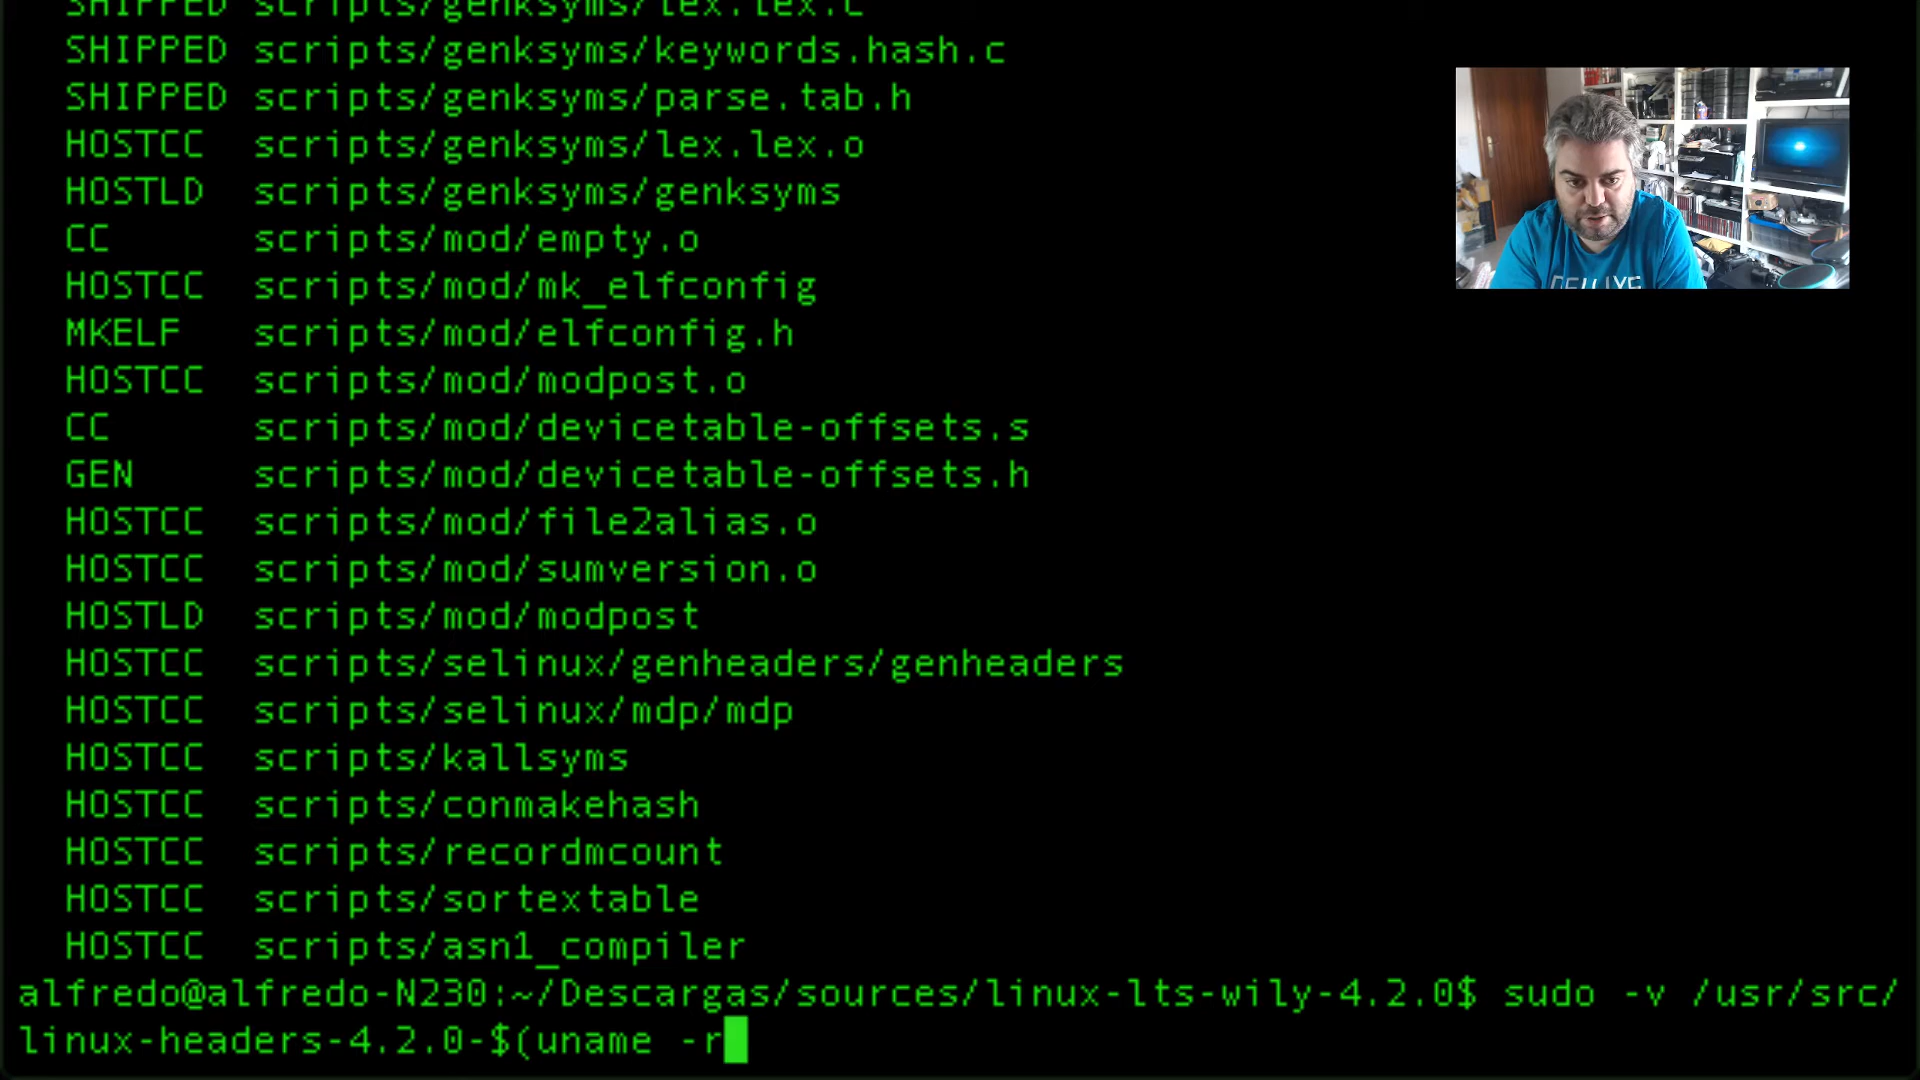 SHIPPED scripts/genksyms/lex.lex.c
SHIPPED scripts/genksyms/keywords.hash.c
SHIPPED scripts/genksyms/parse.tab.h
HOSTCC scripts/genksyms/lex.lex.o
HOSTLD scripts/genksyms/genksyms
CC scripts/mod/empty.o
HOSTCC scripts/mod/mk_elfconfig
MKELF scripts/mod/elfconfig.h
HOSTCC scripts/mod/modpost.o
CC scripts/mod/devicetable-offsets.s
GEN scripts/mod/devicetable-offsets.h
HOSTCC scripts/mod/file2alias.o
HOSTCC scripts/mod/sumversion.o
HOSTLD scripts/mod/modpost
HOSTCC scripts/selinux/genheaders/genheaders
HOSTCC scripts/selinux/mdp/mdp
HOSTCC scripts/kallsyms
HOSTCC scripts/conmakehash
HOSTCC scripts/recordmcount
HOSTCC scripts/sortextable
HOSTCC scripts/asn1_compiler
alfredo@alfredo-N230:~/Descargas/sources/linux-lts-wily-4.2.0$ sudo -v /usr/src/
linux-headers-4.2.0-$(uname -r